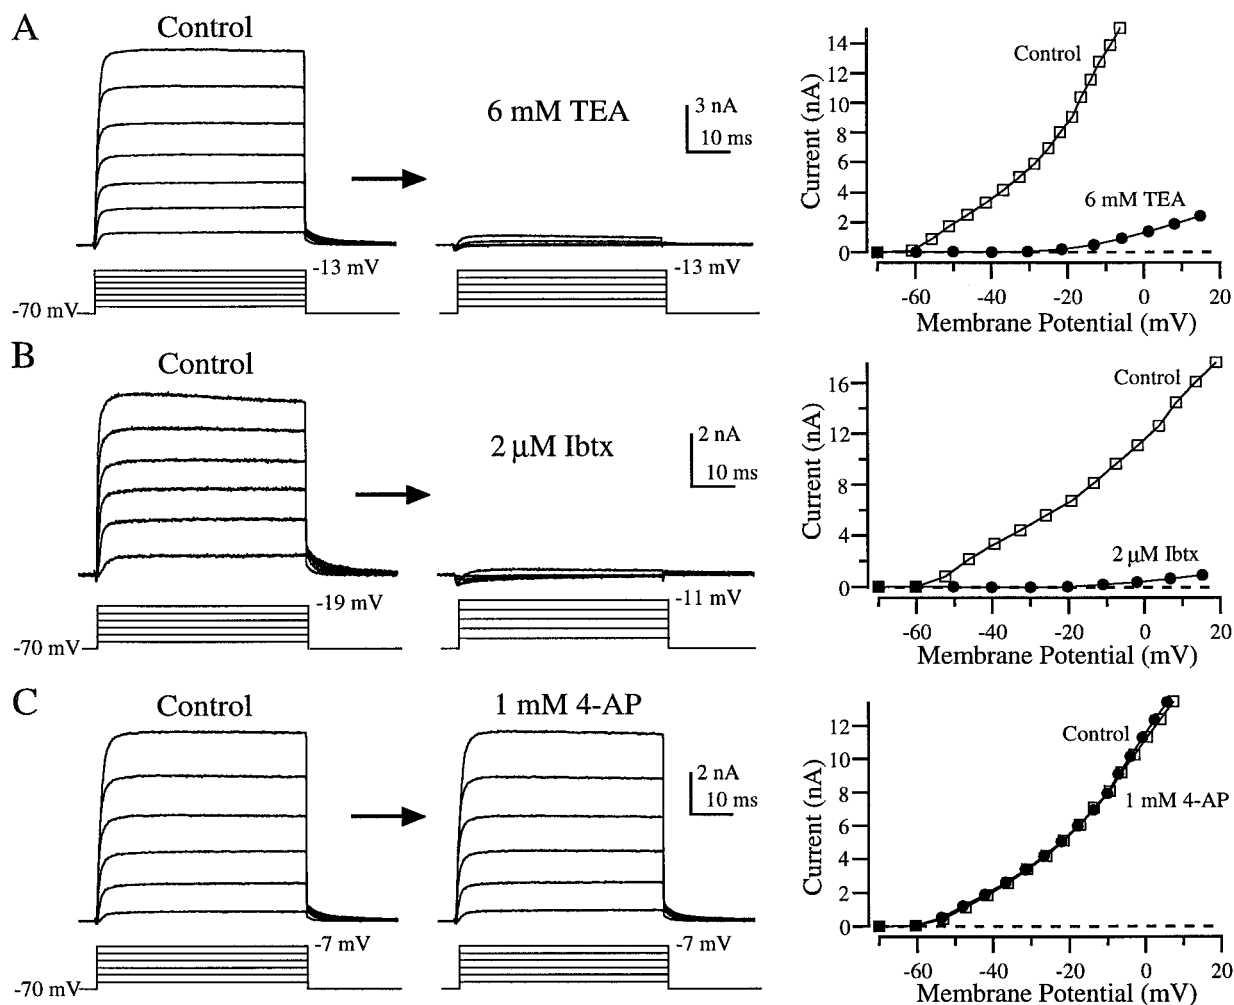 A
Control
6 mM TEA
3 nA
10 ms
-13 mV
-13 mV
-70 mV
Current (nA)
14
12
10
8
6
4
2
0
Control
6 mM TEA
-60
-40
-20
0
20
Membrane Potential (mV)
B
Control
2 µM Ibtx
2 nA
10 ms
-19 mV
-11 mV
-70 mV
Current (nA)
16
12
8
4
0
Control
2 µM Ibtx
-60
-40
-20
0
20
Membrane Potential (mV)
C
Control
1 mM 4-AP
2 nA
10 ms
-7 mV
-7 mV
-70 mV
Current (nA)
12
10
8
6
4
2
0
Control
1 mM 4-AP
-60
-40
-20
0
20
Membrane Potential (mV)